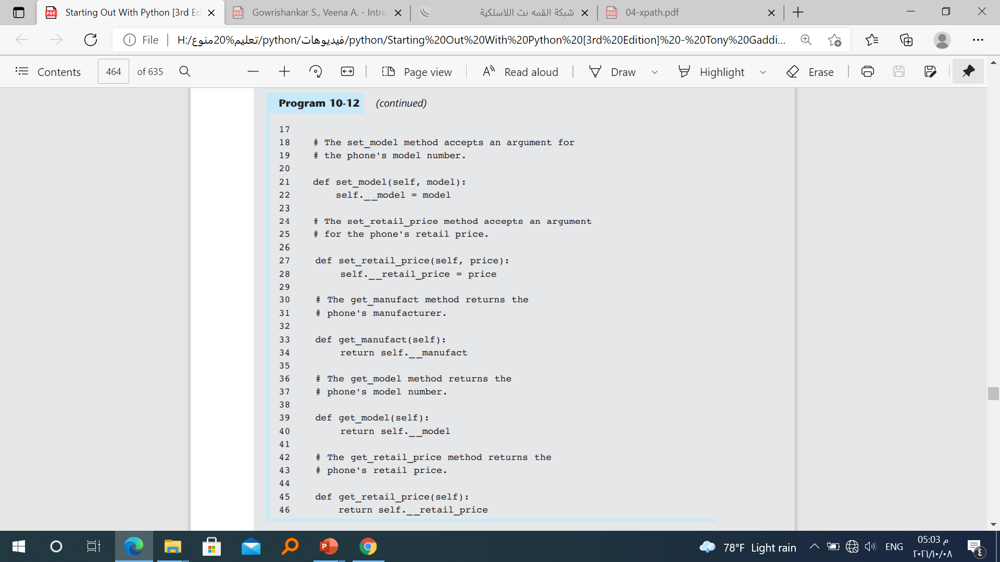 Starting Out With Python [3rd Ed
Gowrishankar S., Veena A. - Intro
شبكة القمه نت اللاسلكية
04-xpath.pdf
File
H:/تعليم%20منوع/python/فيديوهات/python/Starting%20Out%20With%20Python%20[3rd%20Edition]%20-%20Tony%20Gaddi...
Contents
464
of 635
Page view
Read aloud
Draw
Highlight
Erase
Program 10-12 (continued)
17
18 # The set_model method accepts an argument for
19 # the phone's model number.
20
21 def set_model(self, model):
22 self.__model = model
23
24 # The set_retail_price method accepts an argument
25 # for the phone's retail price.
26
27 def set_retail_price(self, price):
28 self.__retail_price = price
29
30 # The get_manufact method returns the
31 # phone's manufacturer.
32
33 def get_manufact(self):
34 return self.__manufact
35
36 # The get_model method returns the
37 # phone's model number.
38
39 def get_model(self):
40 return self.__model
41
42 # The get_retail_price method returns the
43 # phone's retail price.
44
45 def get_retail_price(self):
46 return self.__retail_price
78°F Light rain
ENG
05:03 م
٢٠٢١/١٠/٠٨
٤